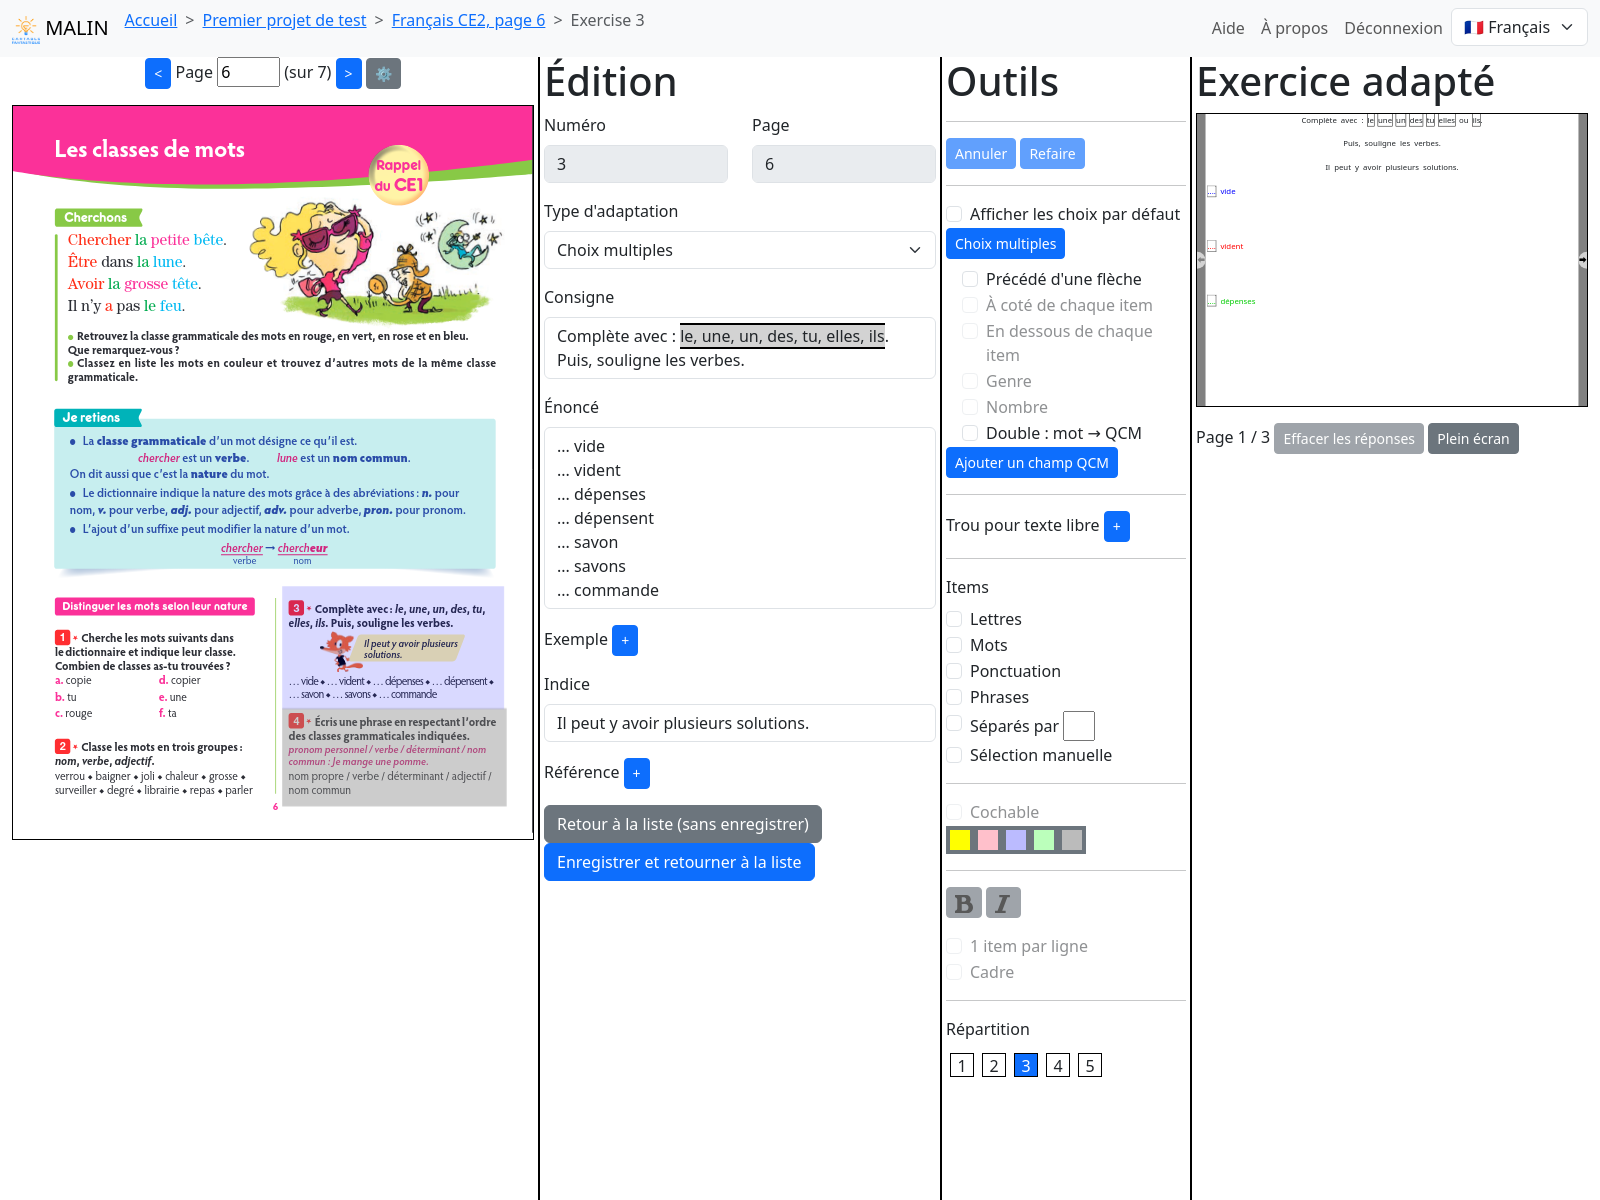 MALIN
Accueil > Premier projet de test > Français CE2, page 6 > Exercise 3
Aide À propos Déconnexion Français
< Page 6 (sur 7) >
Les classes de mots
Rappel
du CE1
Cherchons
Chercher la petite bête.
Être dans la lune.
Avoir la grosse tête.
Il n'y a pas le feu.
● Retrouvez la classe grammaticale des mots en rouge, en vert, en rose et en bleu.
Que remarquez-vous ?
● Classez en liste les mots en couleur et trouvez d'autres mots de la même classe
grammaticale.
Je retiens
● La classe grammaticale d'un mot désigne ce qu'il est.
chercher est un verbe. lune est un nom commun.
On dit aussi que c'est la nature du mot.
● Le dictionnaire indique la nature des mots grâce à des abréviations : n. pour
nom, v. pour verbe, adj. pour adjectif, adv. pour adverbe, pron. pour pronom.
● L'ajout d'un suffixe peut modifier la nature d'un mot.
chercher → chercheur
verbe nom
Distinguer les mots selon leur nature
1 * Cherche les mots suivants dans
le dictionnaire et indique leur classe.
Combien de classes as-tu trouvées ?
a. copie d. copier
b. tu e. une
c. rouge f. ta
2 * Classe les mots en trois groupes :
nom, verbe, adjectif.
verrou ◆ baigner ◆ joli ◆ chaleur ◆ grosse ◆
surveiller ◆ degré ◆ librairie ◆ repas ◆ parler
3 * Complète avec : le, une, un, des, tu,
elles, ils. Puis, souligne les verbes.
Il peut y avoir plusieurs
solutions.
... vide ◆ ... vident ◆ ... dépenses ◆ ... dépensent ◆
... savon ◆ ... savons ◆ ... commande
4 * Écris une phrase en respectant l'ordre
des classes grammaticales indiquées.
pronom personnel / verbe / déterminant / nom
commun : Je mange une pomme.
nom propre / verbe / déterminant / adjectif /
nom commun
6
Édition
Numéro Page
3 6
Type d'adaptation
Choix multiples
Consigne
Complète avec : le, une, un, des, tu, elles, ils.
Puis, souligne les verbes.
Énoncé
... vide
... vident
... dépenses
... dépensent
... savon
... savons
... commande
Exemple +
Indice
Il peut y avoir plusieurs solutions.
Référence +
Retour à la liste (sans enregistrer)
Enregistrer et retourner à la liste
Outils
Annuler Refaire
Afficher les choix par défaut
Choix multiples
Précédé d'une flèche
À coté de chaque item
En dessous de chaque
item
Genre
Nombre
Double : mot → QCM
Ajouter un champ QCM
Trou pour texte libre +
Items
Lettres
Mots
Ponctuation
Phrases
Séparés par
Sélection manuelle
Cochable
B I
1 item par ligne
Cadre
Répartition
1 2 3 4 5
Exercice adapté
Complète avec : le une un des tu elles ou ils.
Puis, souligne les verbes.
Il peut y avoir plusieurs solutions.
.... vide
.... vident
.... dépenses
Page 1 / 3 Effacer les réponses Plein écran